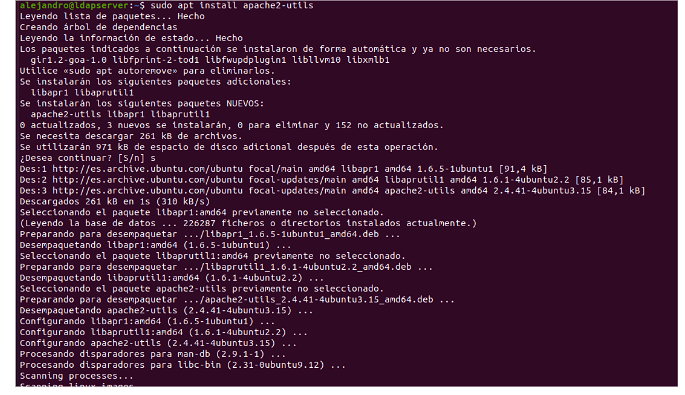 alejandro@ldapserver:~$ sudo apt install apache2-utils
Leyendo lista de paquetes... Hecho
Creando árbol de dependencias
Leyendo la información de estado... Hecho
Los paquetes indicados a continuación se instalaron de forma automática y ya no son necesarios.
  gir1.2-goa-1.0 libfprint-2-tod1 libfwupdplugin1 libllvm10 libxmlb1
Utilice «sudo apt autoremove» para eliminarlos.
Se instalarán los siguientes paquetes adicionales:
  libapr1 libaprutil1
Se instalarán los siguientes paquetes NUEVOS:
  apache2-utils libapr1 libaprutil1
0 actualizados, 3 nuevos se instalarán, 0 para eliminar y 152 no actualizados.
Se necesita descargar 261 kB de archivos.
Se utilizarán 971 kB de espacio de disco adicional después de esta operación.
¿Desea continuar? [S/n] s
Des:1 http://es.archive.ubuntu.com/ubuntu focal/main amd64 libapr1 amd64 1.6.5-1ubuntu1 [91,4 kB]
Des:2 http://es.archive.ubuntu.com/ubuntu focal-updates/main amd64 libaprutil1 amd64 1.6.1-4ubuntu2.2 [85,1 kB]
Des:3 http://es.archive.ubuntu.com/ubuntu focal-updates/main amd64 apache2-utils amd64 2.4.41-4ubuntu3.15 [84,1 kB]
Descargados 261 kB en 1s (310 kB/s)
Seleccionando el paquete libapr1:amd64 previamente no seleccionado.
(Leyendo la base de datos ... 226287 ficheros o directorios instalados actualmente.)
Preparando para desempaquetar .../libapr1_1.6.5-1ubuntu1_amd64.deb ...
Desempaquetando libapr1:amd64 (1.6.5-1ubuntu1) ...
Seleccionando el paquete libaprutil1:amd64 previamente no seleccionado.
Preparando para desempaquetar .../libaprutil1_1.6.1-4ubuntu2.2_amd64.deb ...
Desempaquetando libaprutil1:amd64 (1.6.1-4ubuntu2.2) ...
Seleccionando el paquete apache2-utils previamente no seleccionado.
Preparando para desempaquetar .../apache2-utils_2.4.41-4ubuntu3.15_amd64.deb ...
Desempaquetando apache2-utils (2.4.41-4ubuntu3.15) ...
Configurando libapr1:amd64 (1.6.5-1ubuntu1) ...
Configurando libaprutil1:amd64 (1.6.1-4ubuntu2.2) ...
Configurando apache2-utils (2.4.41-4ubuntu3.15) ...
Procesando disparadores para man-db (2.9.1-1) ...
Procesando disparadores para libc-bin (2.31-0ubuntu9.12) ...
Scanning processes...
Scanning linux images